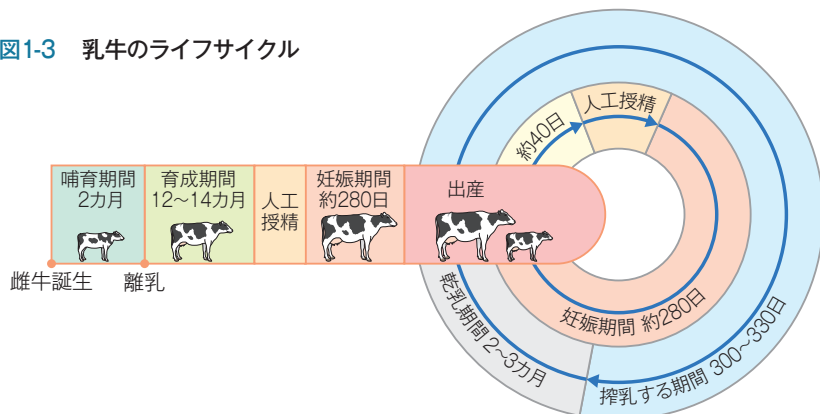 図1-3 乳牛のライフサイクル
哺育期間
2カ月
育成期間
12〜14カ月
人工
授精
妊娠期間
約280日
出産
雌牛誕生
離乳
約40日
人工授精
妊娠期間 約280日
乾乳期間 2〜3カ月
搾乳する期間 300〜330日